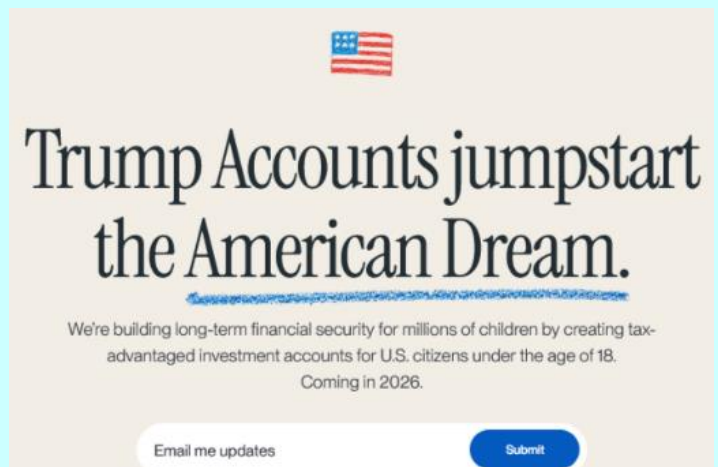 Trump Accounts jumpstart
the American Dream.
We're building long-term financial security for millions of children by creating tax-
advantaged investment accounts for U.S. citizens under the age of 18.
Coming in 2026.
Email me updates
Submit